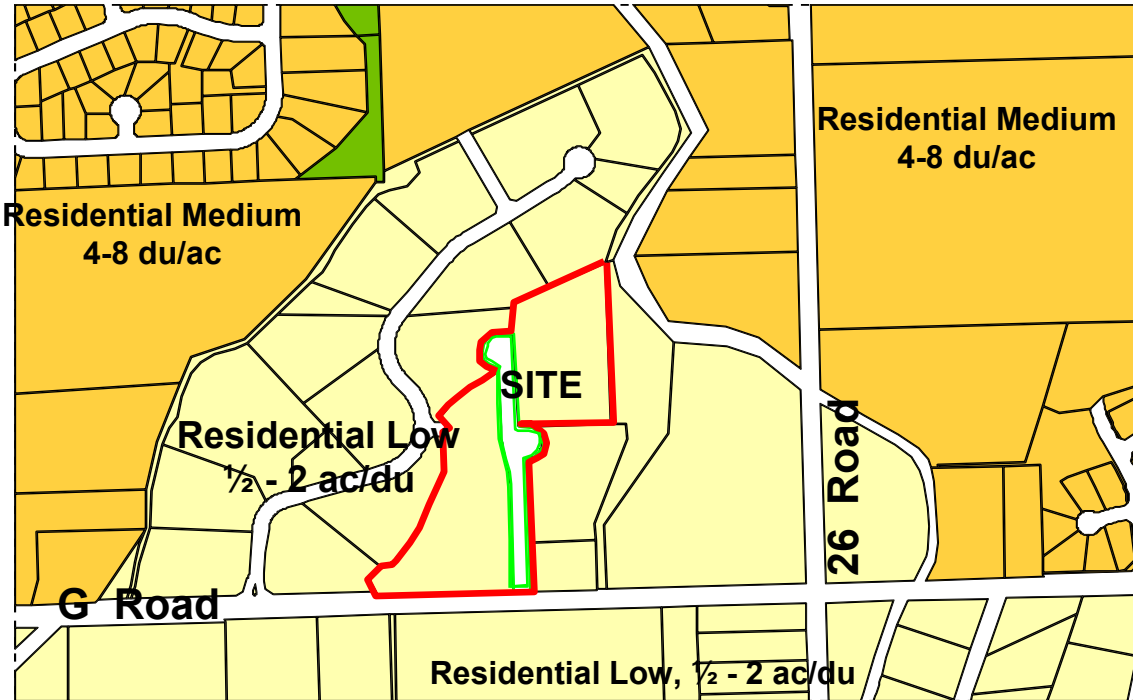 Residential Medium
4-8 du/ac
Residential Medium
4-8 du/ac
SITE
Residential Low
½ - 2 ac/du
26 Road
G Road
Residential Low, ½ - 2 ac/du